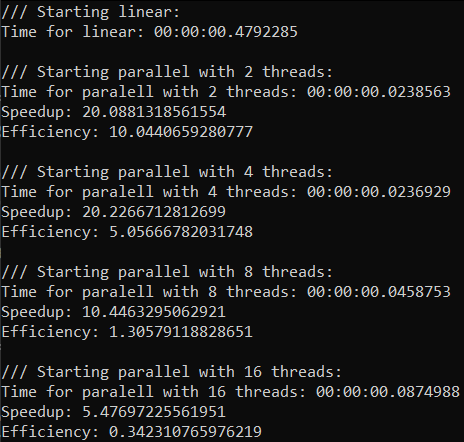 /// Starting linear:
Time for linear: 00:00:00.4792285
/// Starting parallel with 2 threads:
Time for paralell with 2 threads: 00:00:00.0238563
Speedup: 20.0881318561554
Efficiency: 10.0440659280777
/// Starting parallel with 4 threads:
Time for paralell with 4 threads: 00:00:00.0236929
Speedup: 20.2266712812699
Efficiency: 5.05666782031748
/// Starting parallel with 8 threads:
Time for paralell with 8 threads: 00:00:00.0458753
Speedup: 10.4463295062921
Efficiency: 1.30579118828651
/// Starting parallel with 16 threads:
Time for paralell with 16 threads: 00:00:00.0874988
Speedup: 5.47697225561951
Efficiency: 0.342310765976219